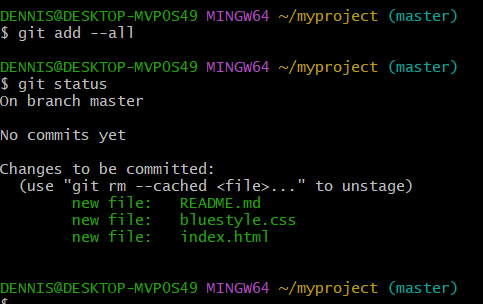 DENNIS@DESKTOP-MVPOS49 MINGW64 ~/myproject (master)
$ git add --all
DENNIS@DESKTOP-MVPOS49 MINGW64 ~/myproject (master)
$ git status
On branch master
No commits yet
Changes to be committed:
  (use "git rm --cached <file>..." to unstage)
        new file:   README.md
        new file:   bluestyle.css
        new file:   index.html
DENNIS@DESKTOP-MVPOS49 MINGW64 ~/myproject (master)
$